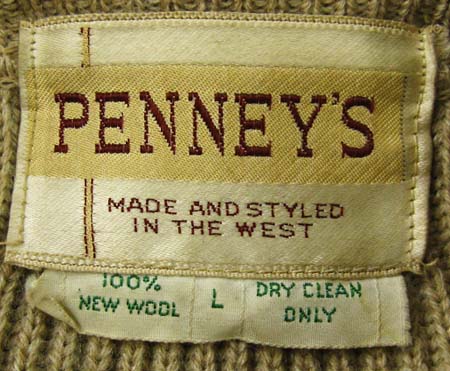 PENNEY'S
MADE AND STYLED
IN THE WEST
100%
NEW WOOL
L
DRY CLEAN
ONLY